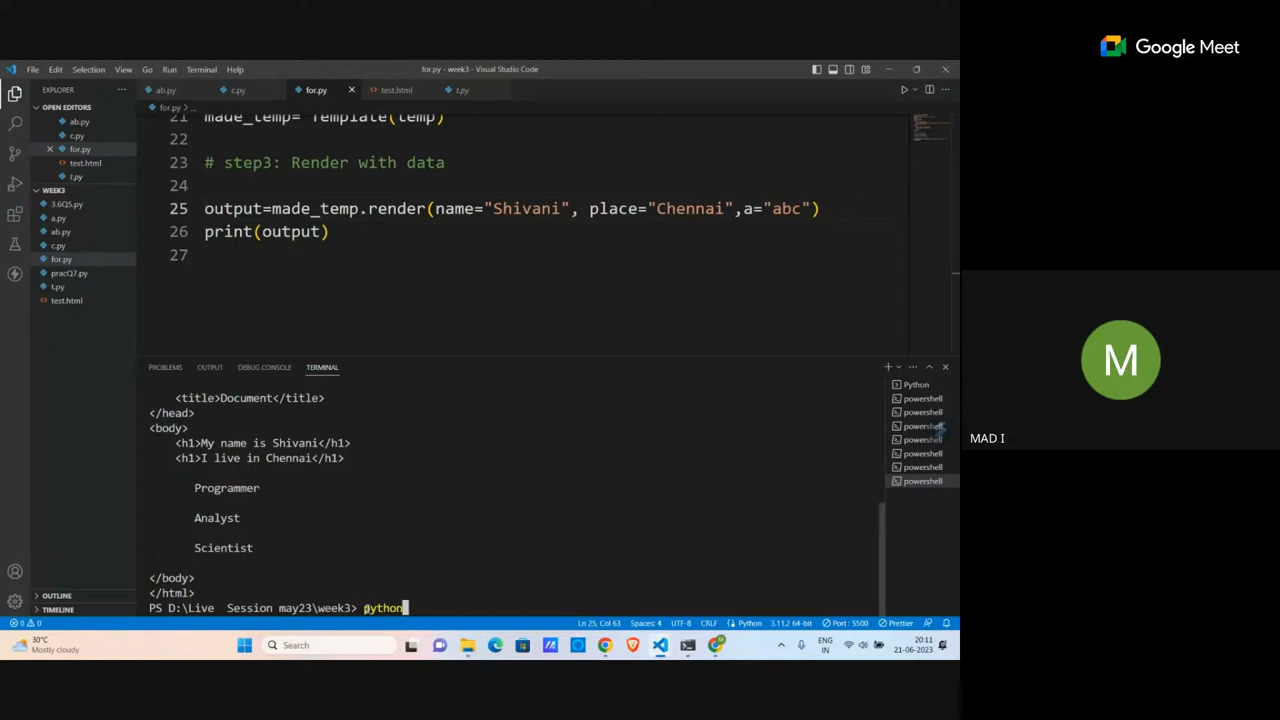 Google Meet
File Edit Selection View Go Run Terminal Help
for.py - week3 - Visual Studio Code
EXPLORER
OPEN EDITORS
ab.py
c.py
for.py
test.html
t.py
WEEK3
3.6Q5.py
a.py
ab.py
c.py
for.py
pracQ7.py
t.py
test.html
OUTLINE
TIMELINE
ab.py c.py for.py test.html t.py
for.py > ...
21 made_temp= Template(temp)
22
23 # step3: Render with data
24
25 output=made_temp.render(name="Shivani", place="Chennai",a="abc")
26 print(output)
27
PROBLEMS OUTPUT DEBUG CONSOLE TERMINAL
<title>Document</title>
</head>
<body>
<h1>My name is Shivani</h1>
<h1>I live in Chennai</h1>
Programmer
Analyst
Scientist
</body>
</html>
PS D:\Live  Session may23\week3> python
Python
powershell
powershell
powershell
powershell
powershell
powershell
powershell
0 0
Ln 25, Col 63 Spaces: 4 UTF-8 CRLF Python 3.11.2 64-bit Port : 5500 Prettier
30°C
Mostly cloudy
Search
ENG
IN
20:11
21-06-2023
M
MAD I